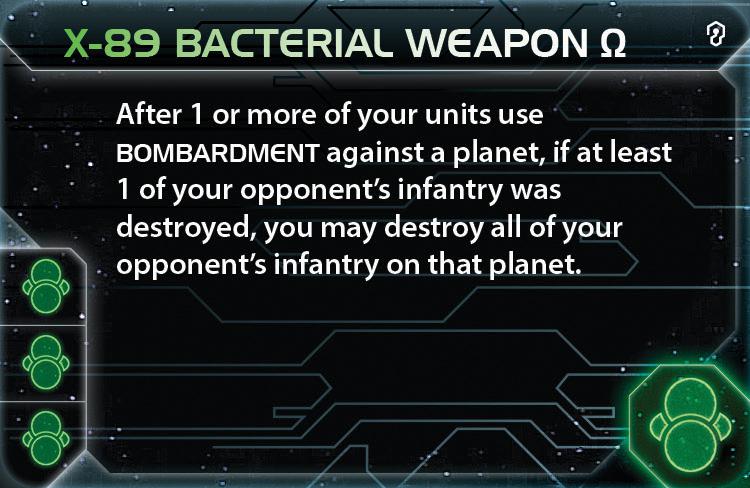 X-89 BACTERIAL WEAPON Ω
After 1 or more of your units use
BOMBARDMENT against a planet, if at least
1 of your opponent’s infantry was
destroyed, you may destroy all of your
opponent’s infantry on that planet.